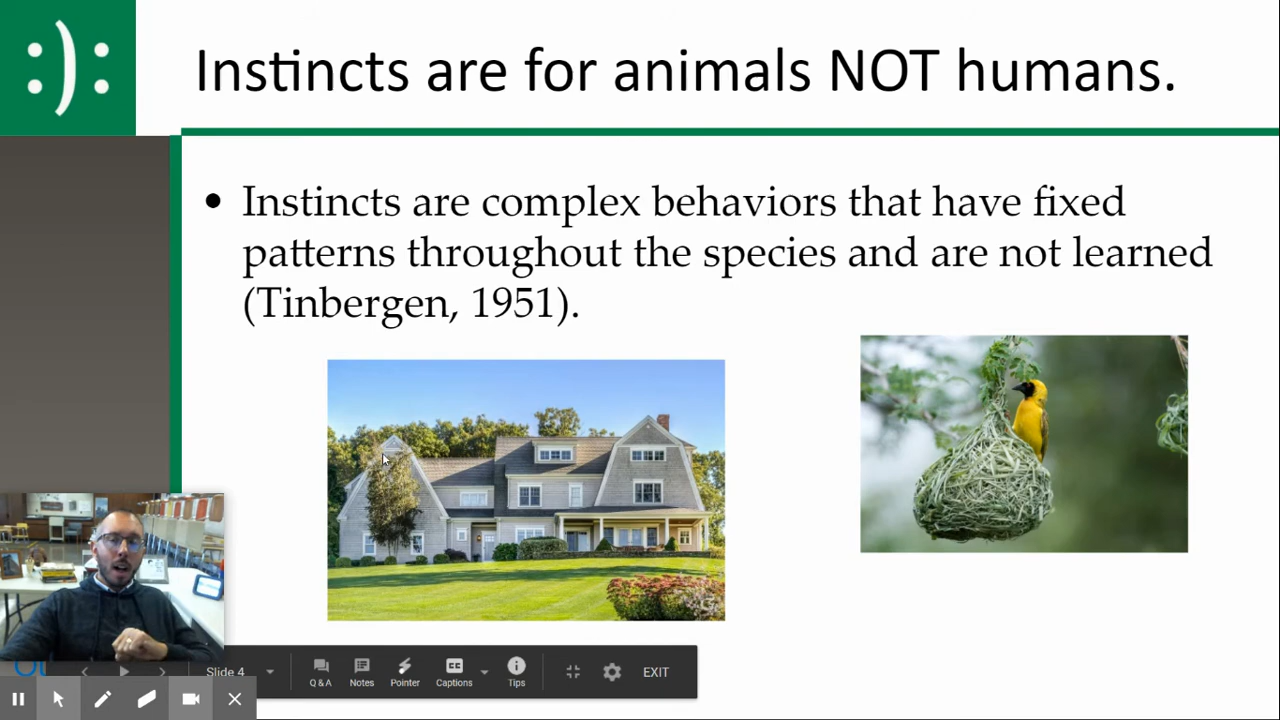 Instincts are for animals NOT humans.
• Instincts are complex behaviors that have fixed
patterns throughout the species and are not learned
(Tinbergen, 1951).
Slide 4
Q & A
Notes
Pointer
Captions
Tips
EXIT